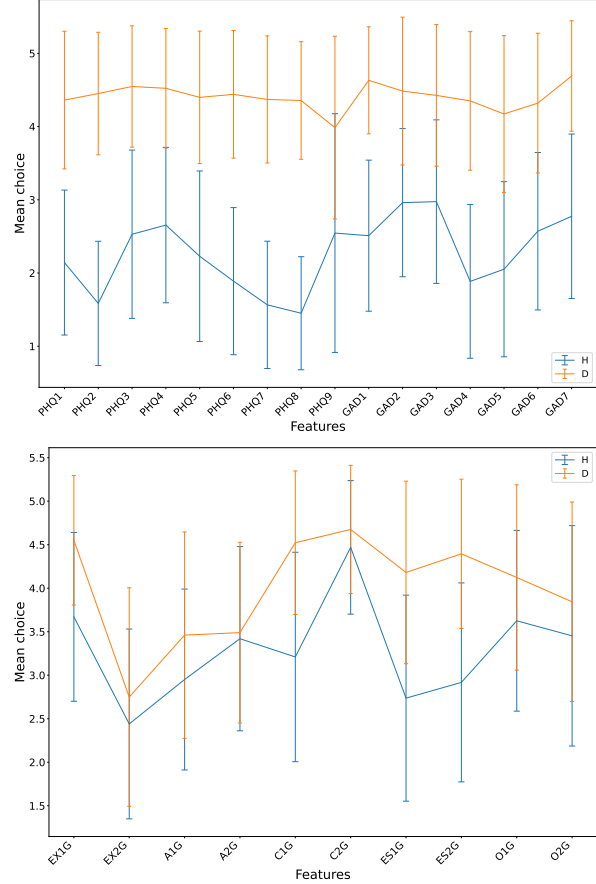 5
4
3
2
1
Mean choice
H
D
PHQ1 PHQ2 PHQ3 PHQ4 PHQ5 PHQ6 PHQ7 PHQ8 PHQ9 GAD1 GAD2 GAD3 GAD4 GAD5 GAD6 GAD7
Features
5.5
5.0
4.5
4.0
3.5
3.0
2.5
2.0
1.5
Mean choice
H
D
EX1G EX2G A1G A2G C1G C2G ES1G ES2G O1G O2G
Features